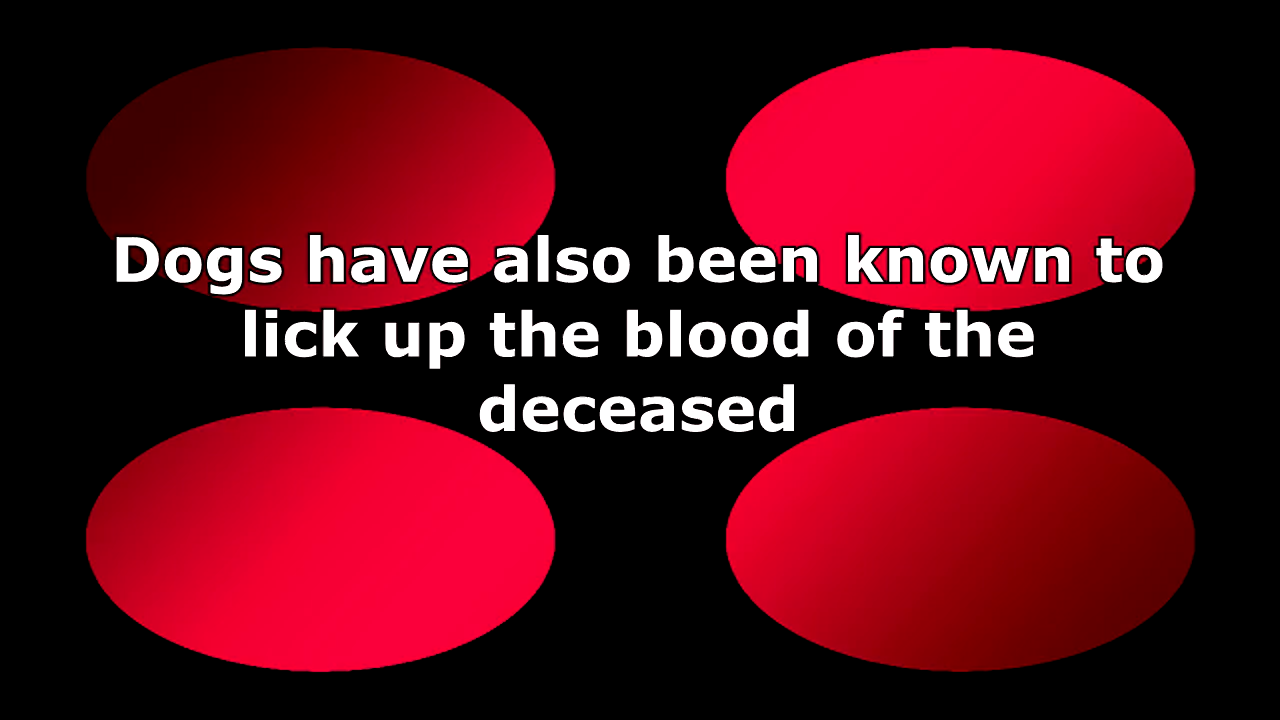 Dogs have also been known to
lick up the blood of the
deceased